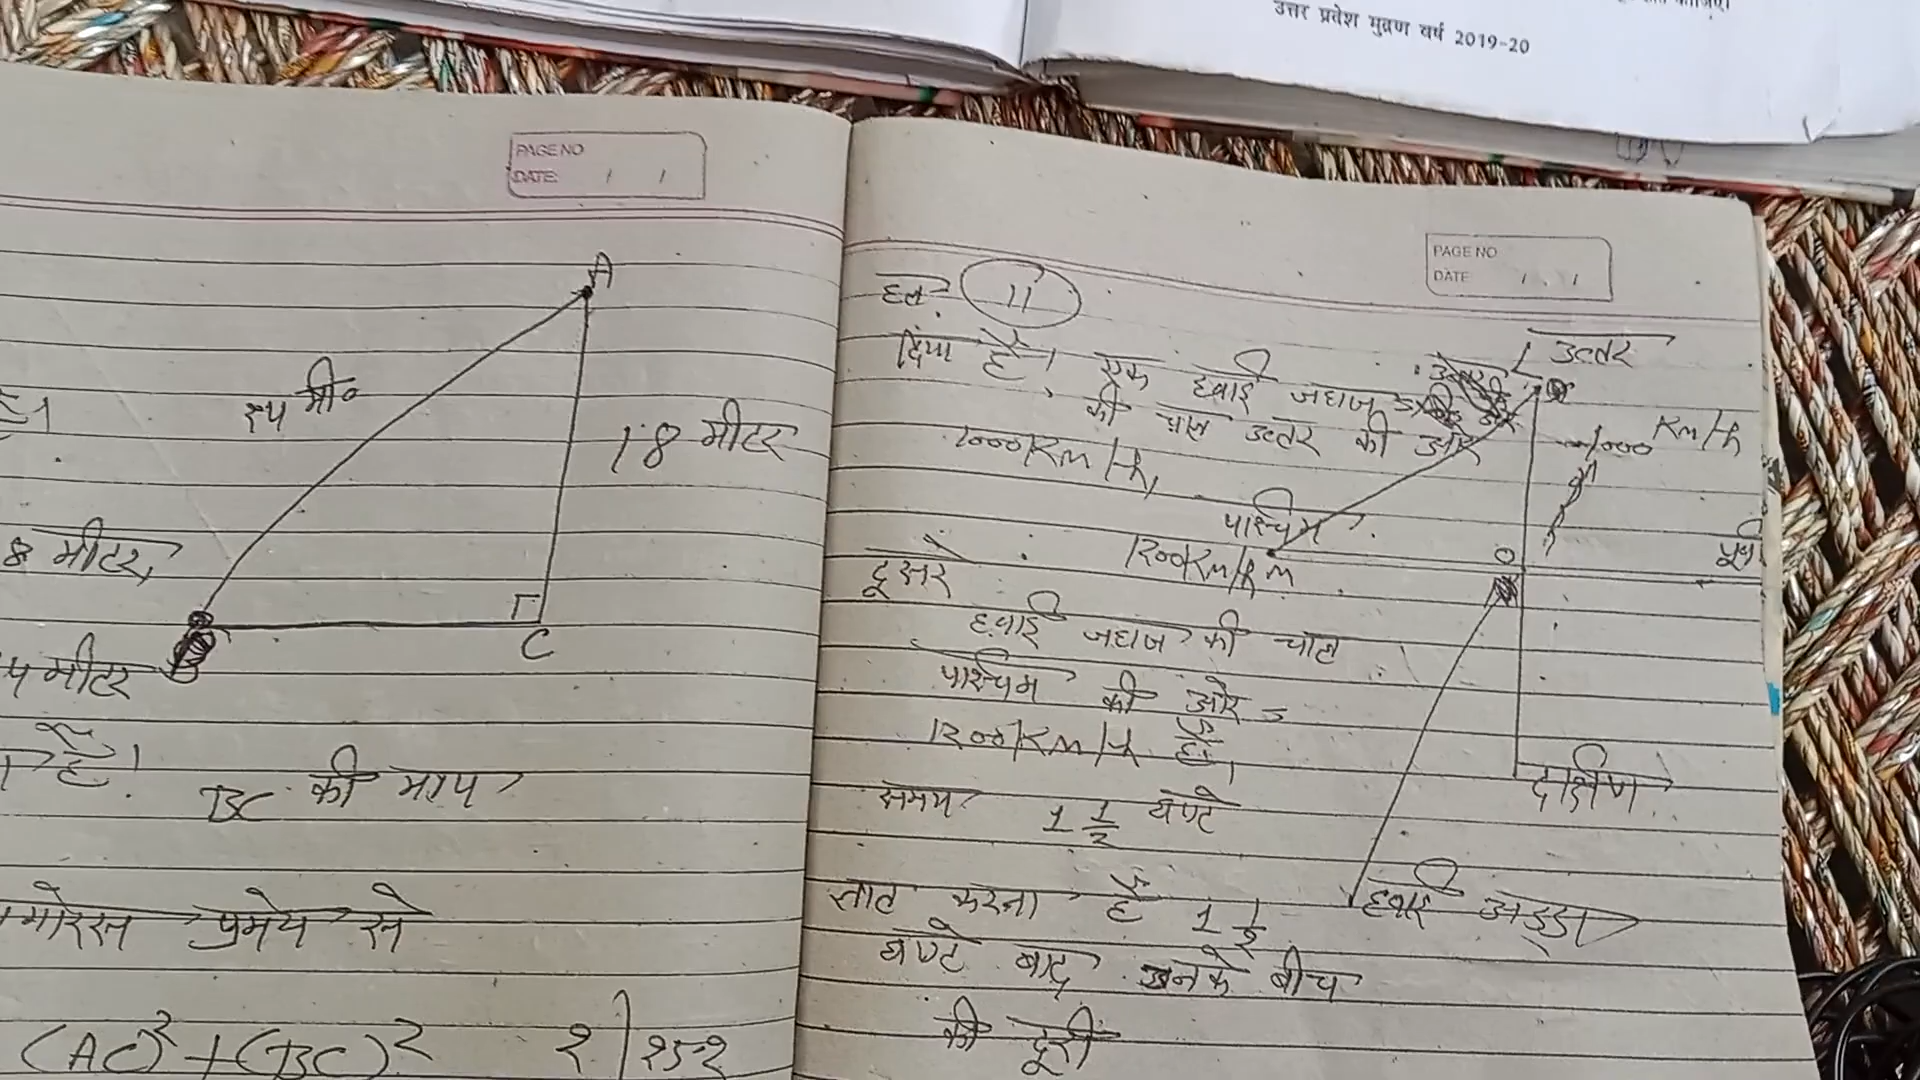 उत्तर प्रदेश मुद्रण वर्ष 2019-20
PAGE NO
DATE: / /
A
18 मीटर
8 मीटर,
C
B
मीटर
है।
BC की माप
प्रमेय से
(AC)² + (BC)²
PAGE NO
DATE / /
हल: 11
उत्तर
दिया है। एक हवाई जहाज
की चाल उत्तर की ओर
1000 Km/h,
1000 Km/h
पश्चिम
1200 Km/h
O
दूसरे
हवाई जहाज की चाल
पश्चिम की ओर
1200 Km/h है।
दक्षिण
समय 1 1/2 घण्टे
हवाई अड्डा
ज्ञात करना है 1 1/2
घण्टे बाद उनके बीच
की दूरी